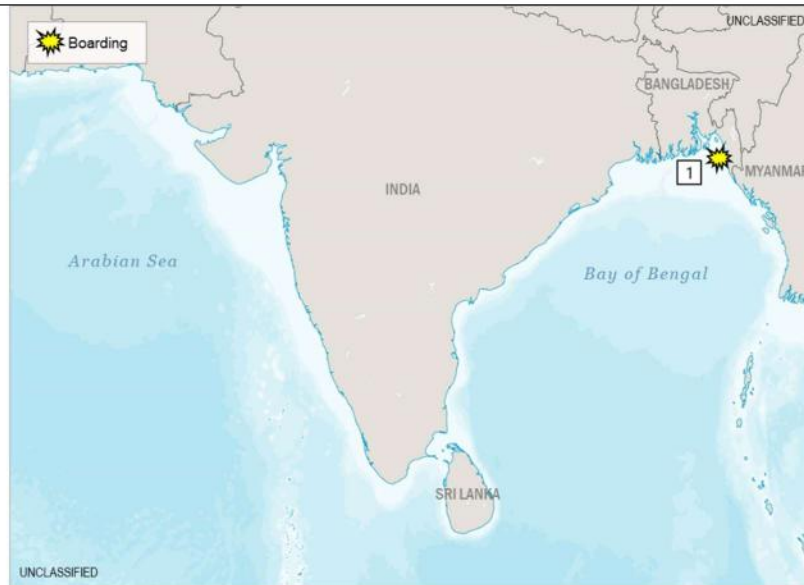 UNCLASSIFIED
Boarding
BANGLADESH
MYANMAR
1
INDIA
Arabian Sea
Bay of Bengal
SRI LANKA
UNCLASSIFIED